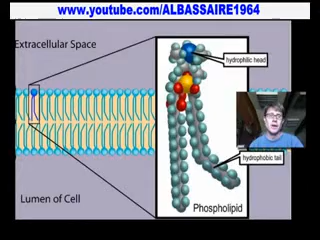 www.youtube.com/ALBASSAIRE1964
Extracellular Space
hydrophilic head
hydrophobic tail
Lumen of Cell
Phospholipid